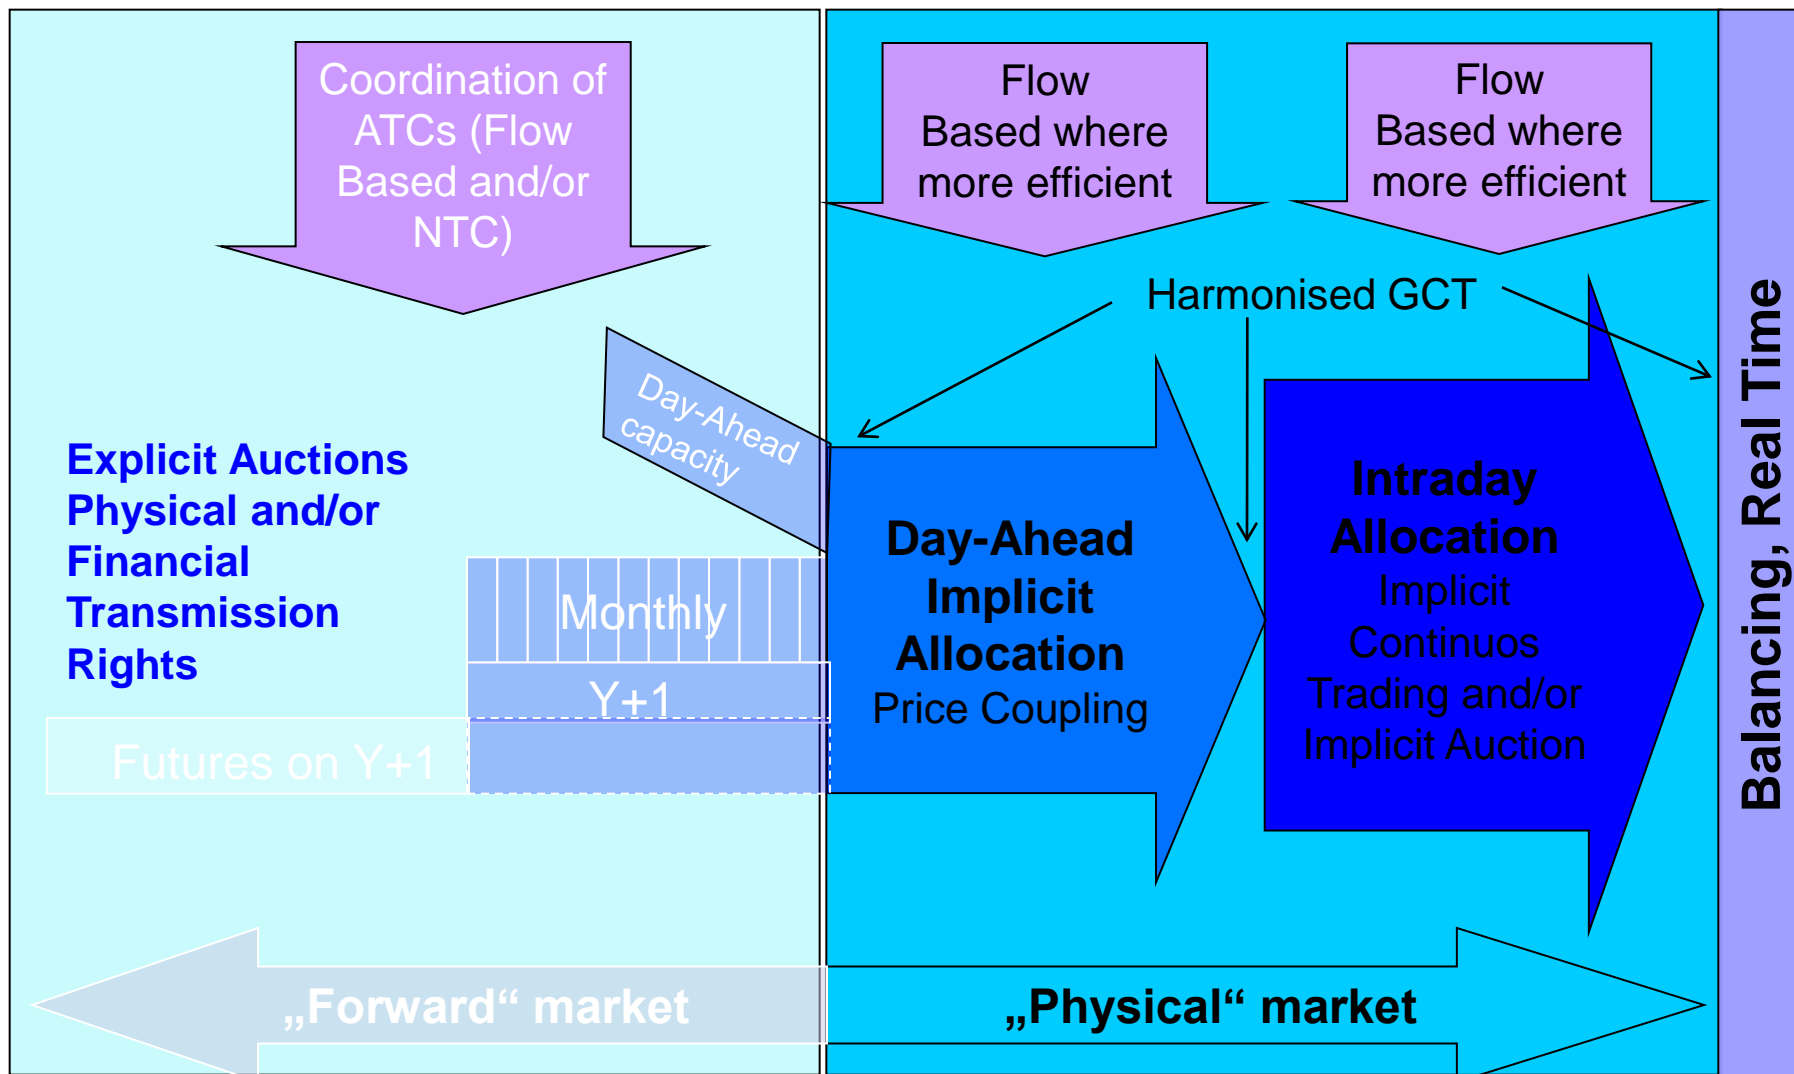 Coordination of
ATCs (Flow
Based and/or
NTC)
Flow
Based where
more efficient
Flow
Based where
more efficient
Harmonised GCT
Day-Ahead
capacity
Explicit Auctions
Physical and/or
Financial
Transmission
Rights
Monthly
Y+1
Futures on Y+1
Day-Ahead
Implicit
Allocation
Price Coupling
Intraday
Allocation
Implicit
Continuos
Trading and/or
Implicit Auction
Balancing, Real Time
„Forward“ market
„Physical“ market